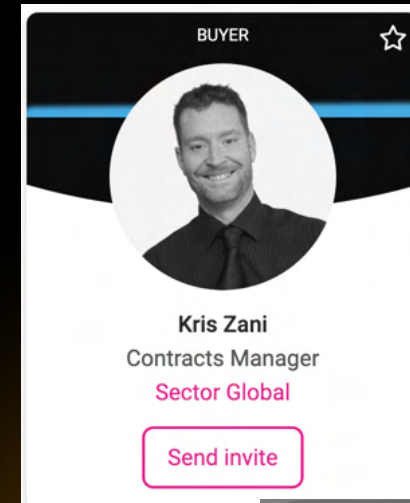 BUYER
Kris Zani
Contracts Manager
Sector Global
Send invite